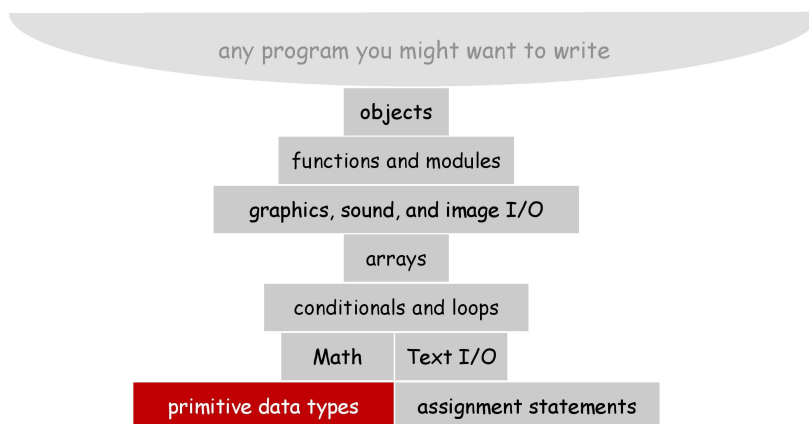 any program you might want to write
objects
functions and modules
graphics, sound, and image I/O
arrays
conditionals and loops
Math Text I/O
primitive data types assignment statements